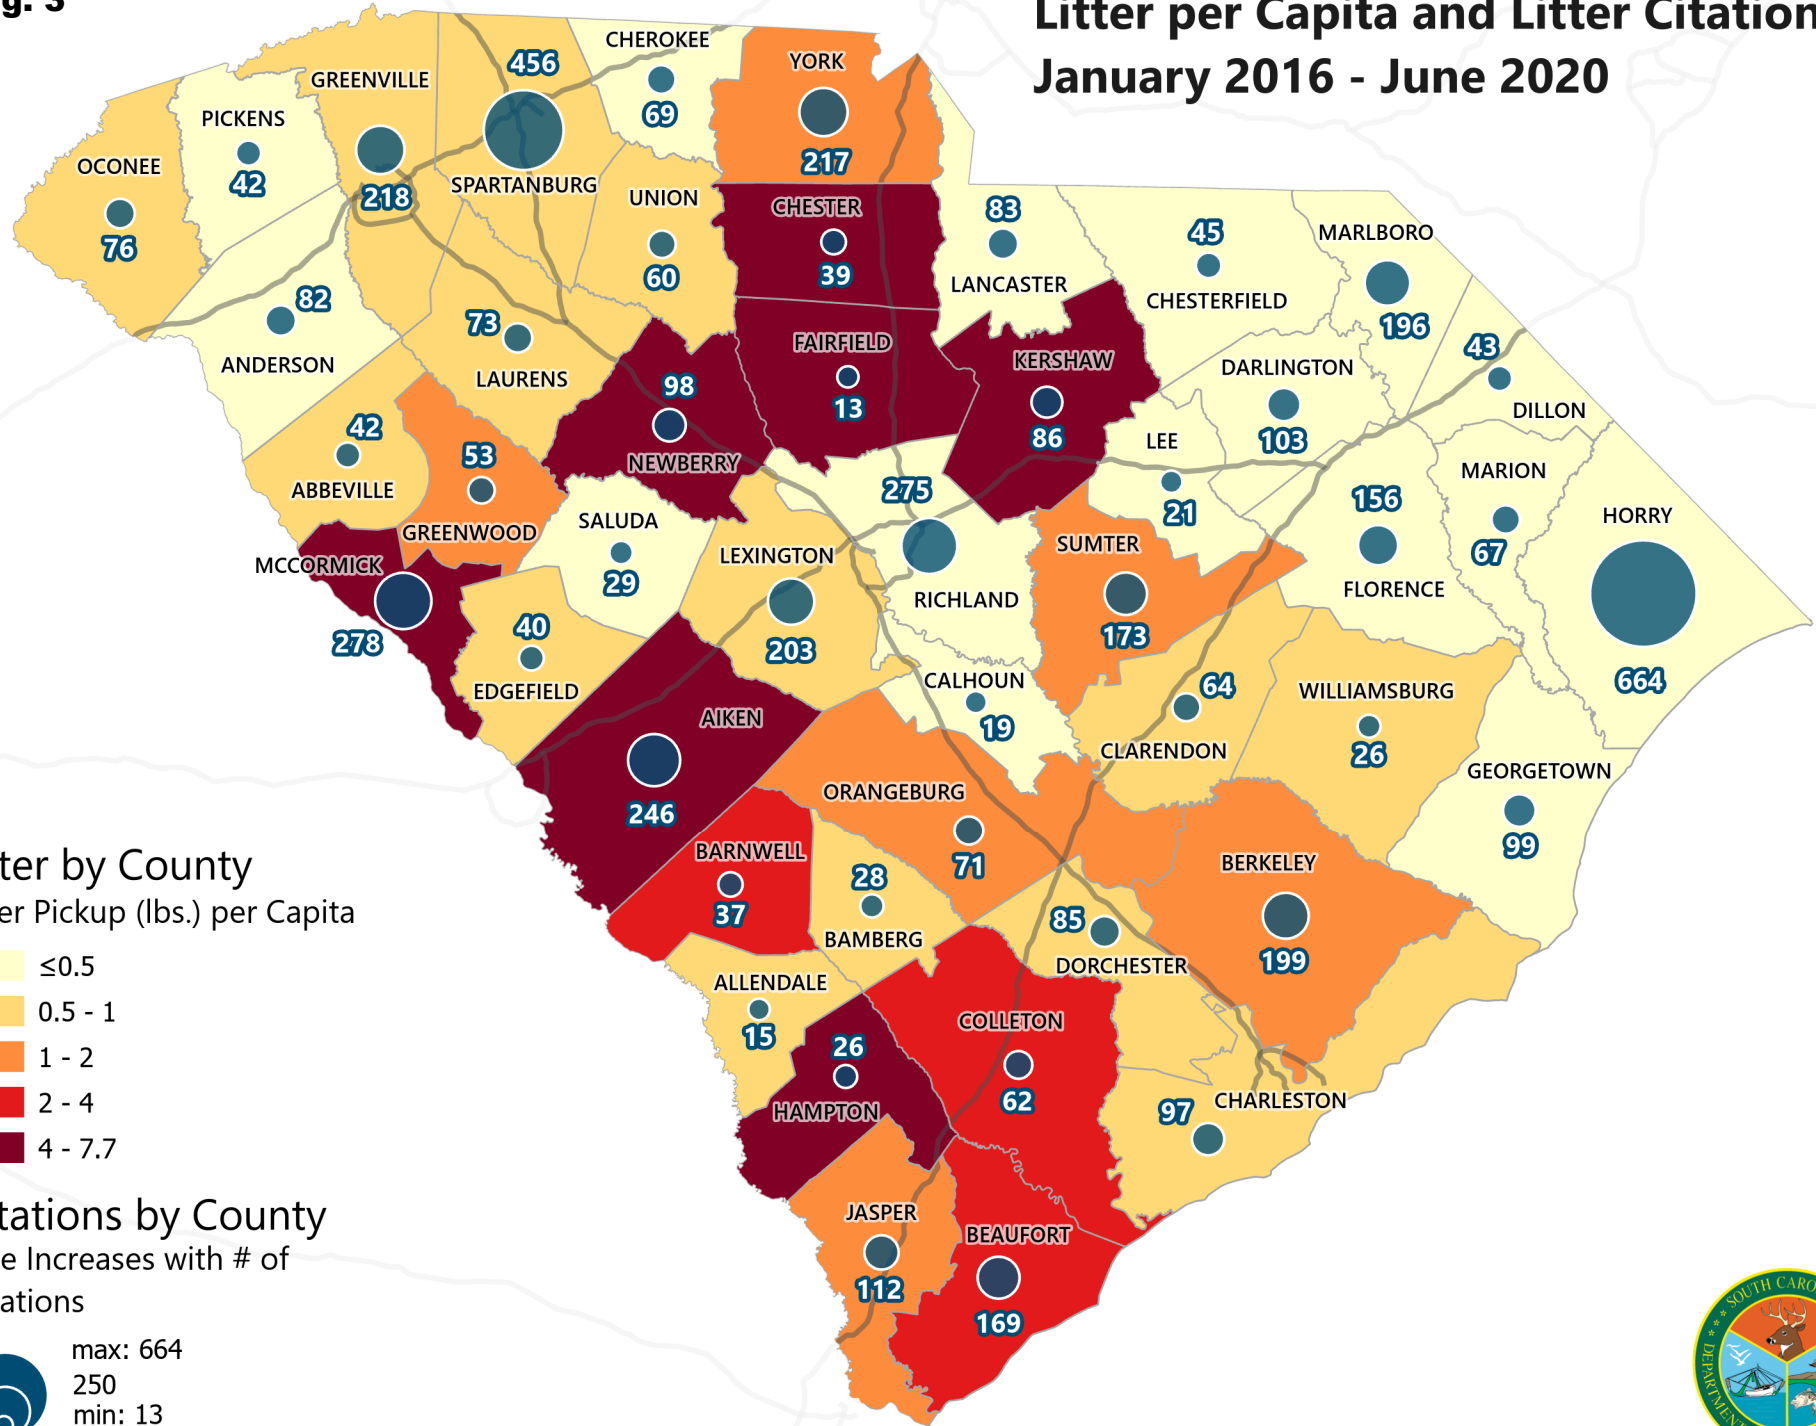 g. 3
Litter per Capita and Litter Citation
January 2016 - June 2020
CHEROKEE
69
YORK
217
GREENVILLE
218
456
SPARTANBURG
PICKENS
42
OCONEE
76
UNION
60
CHESTER
39
83
LANCASTER
45
CHESTERFIELD
MARLBORO
196
82
ANDERSON
73
LAURENS
98
NEWBERRY
FAIRFIELD
13
KERSHAW
86
DARLINGTON
103
43
DILLON
42
ABBEVILLE
53
GREENWOOD
LEE
21
MARION
67
156
FLORENCE
HORRY
664
MCCORMICK
278
SALUDA
29
LEXINGTON
203
275
RICHLAND
SUMTER
173
40
EDGEFIELD
CALHOUN
19
64
CLARENDON
WILLIAMSBURG
26
AIKEN
246
GEORGETOWN
99
ORANGEBURG
71
BARNWELL
37
28
BAMBERG
BERKELEY
199
85
DORCHESTER
ALLENDALE
15
26
HAMPTON
COLLETON
62
97
CHARLESTON
JASPER
112
BEAUFORT
169
ter by County
er Pickup (lbs.) per Capita
≤0.5
0.5 - 1
1 - 2
2 - 4
4 - 7.7
tations by County
e Increases with # of
ations
max: 664
250
min: 13
SOUTH CARO
DEPARTMEN